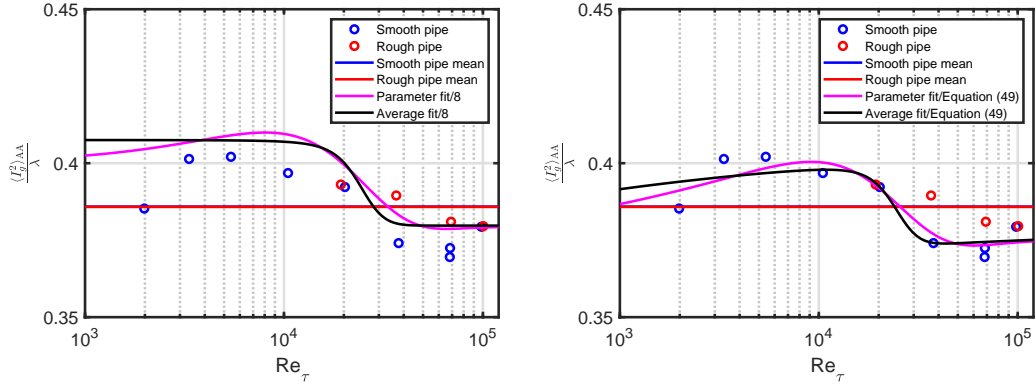 0.45
0.4
0.35
⟨I_g^2⟩_AA / λ
Smooth pipe
Rough pipe
Smooth pipe mean
Rough pipe mean
Parameter fit/8
Average fit/8
10^3
10^4
10^5
Re_τ
0.45
0.4
0.35
⟨I_g^2⟩_AA / λ
Smooth pipe
Rough pipe
Smooth pipe mean
Rough pipe mean
Parameter fit/Equation (49)
Average fit/Equation (49)
10^3
10^4
10^5
Re_τ